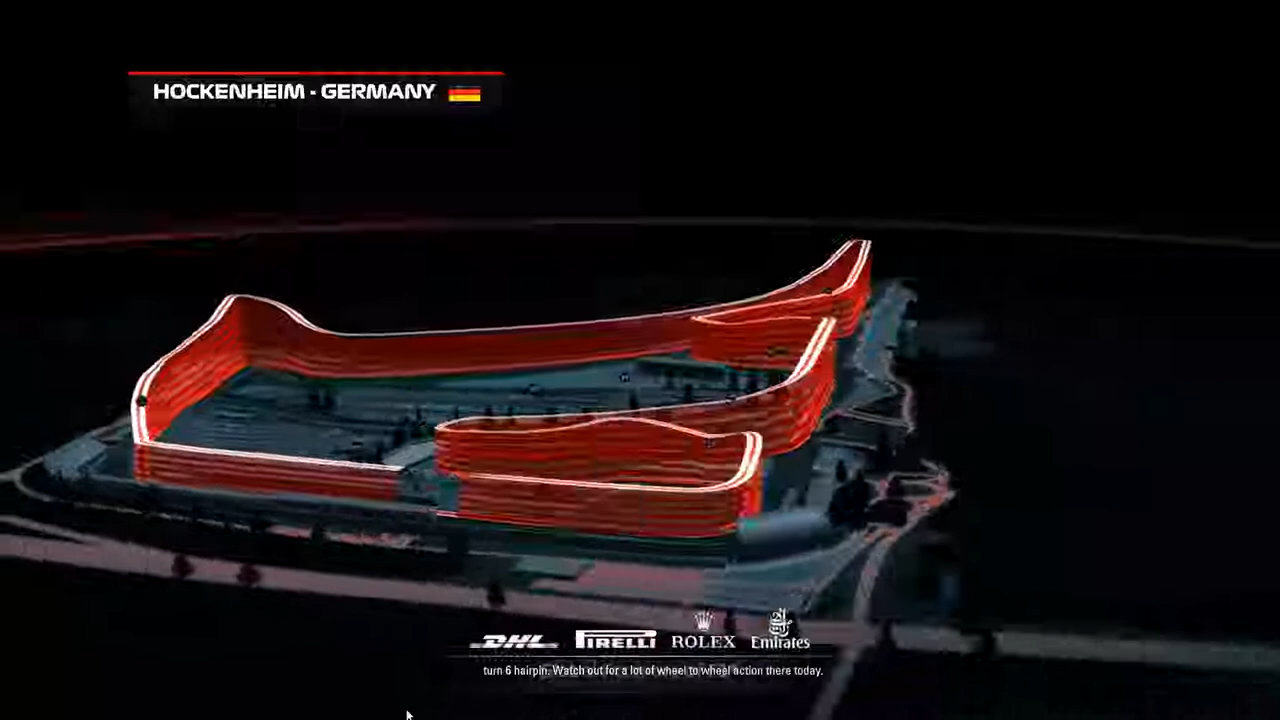 HOCKENHEIM - GERMANY
DHL PIRELLI ROLEX Emirates
turn 6 hairpin. Watch out for a lot of wheel to wheel action there today.